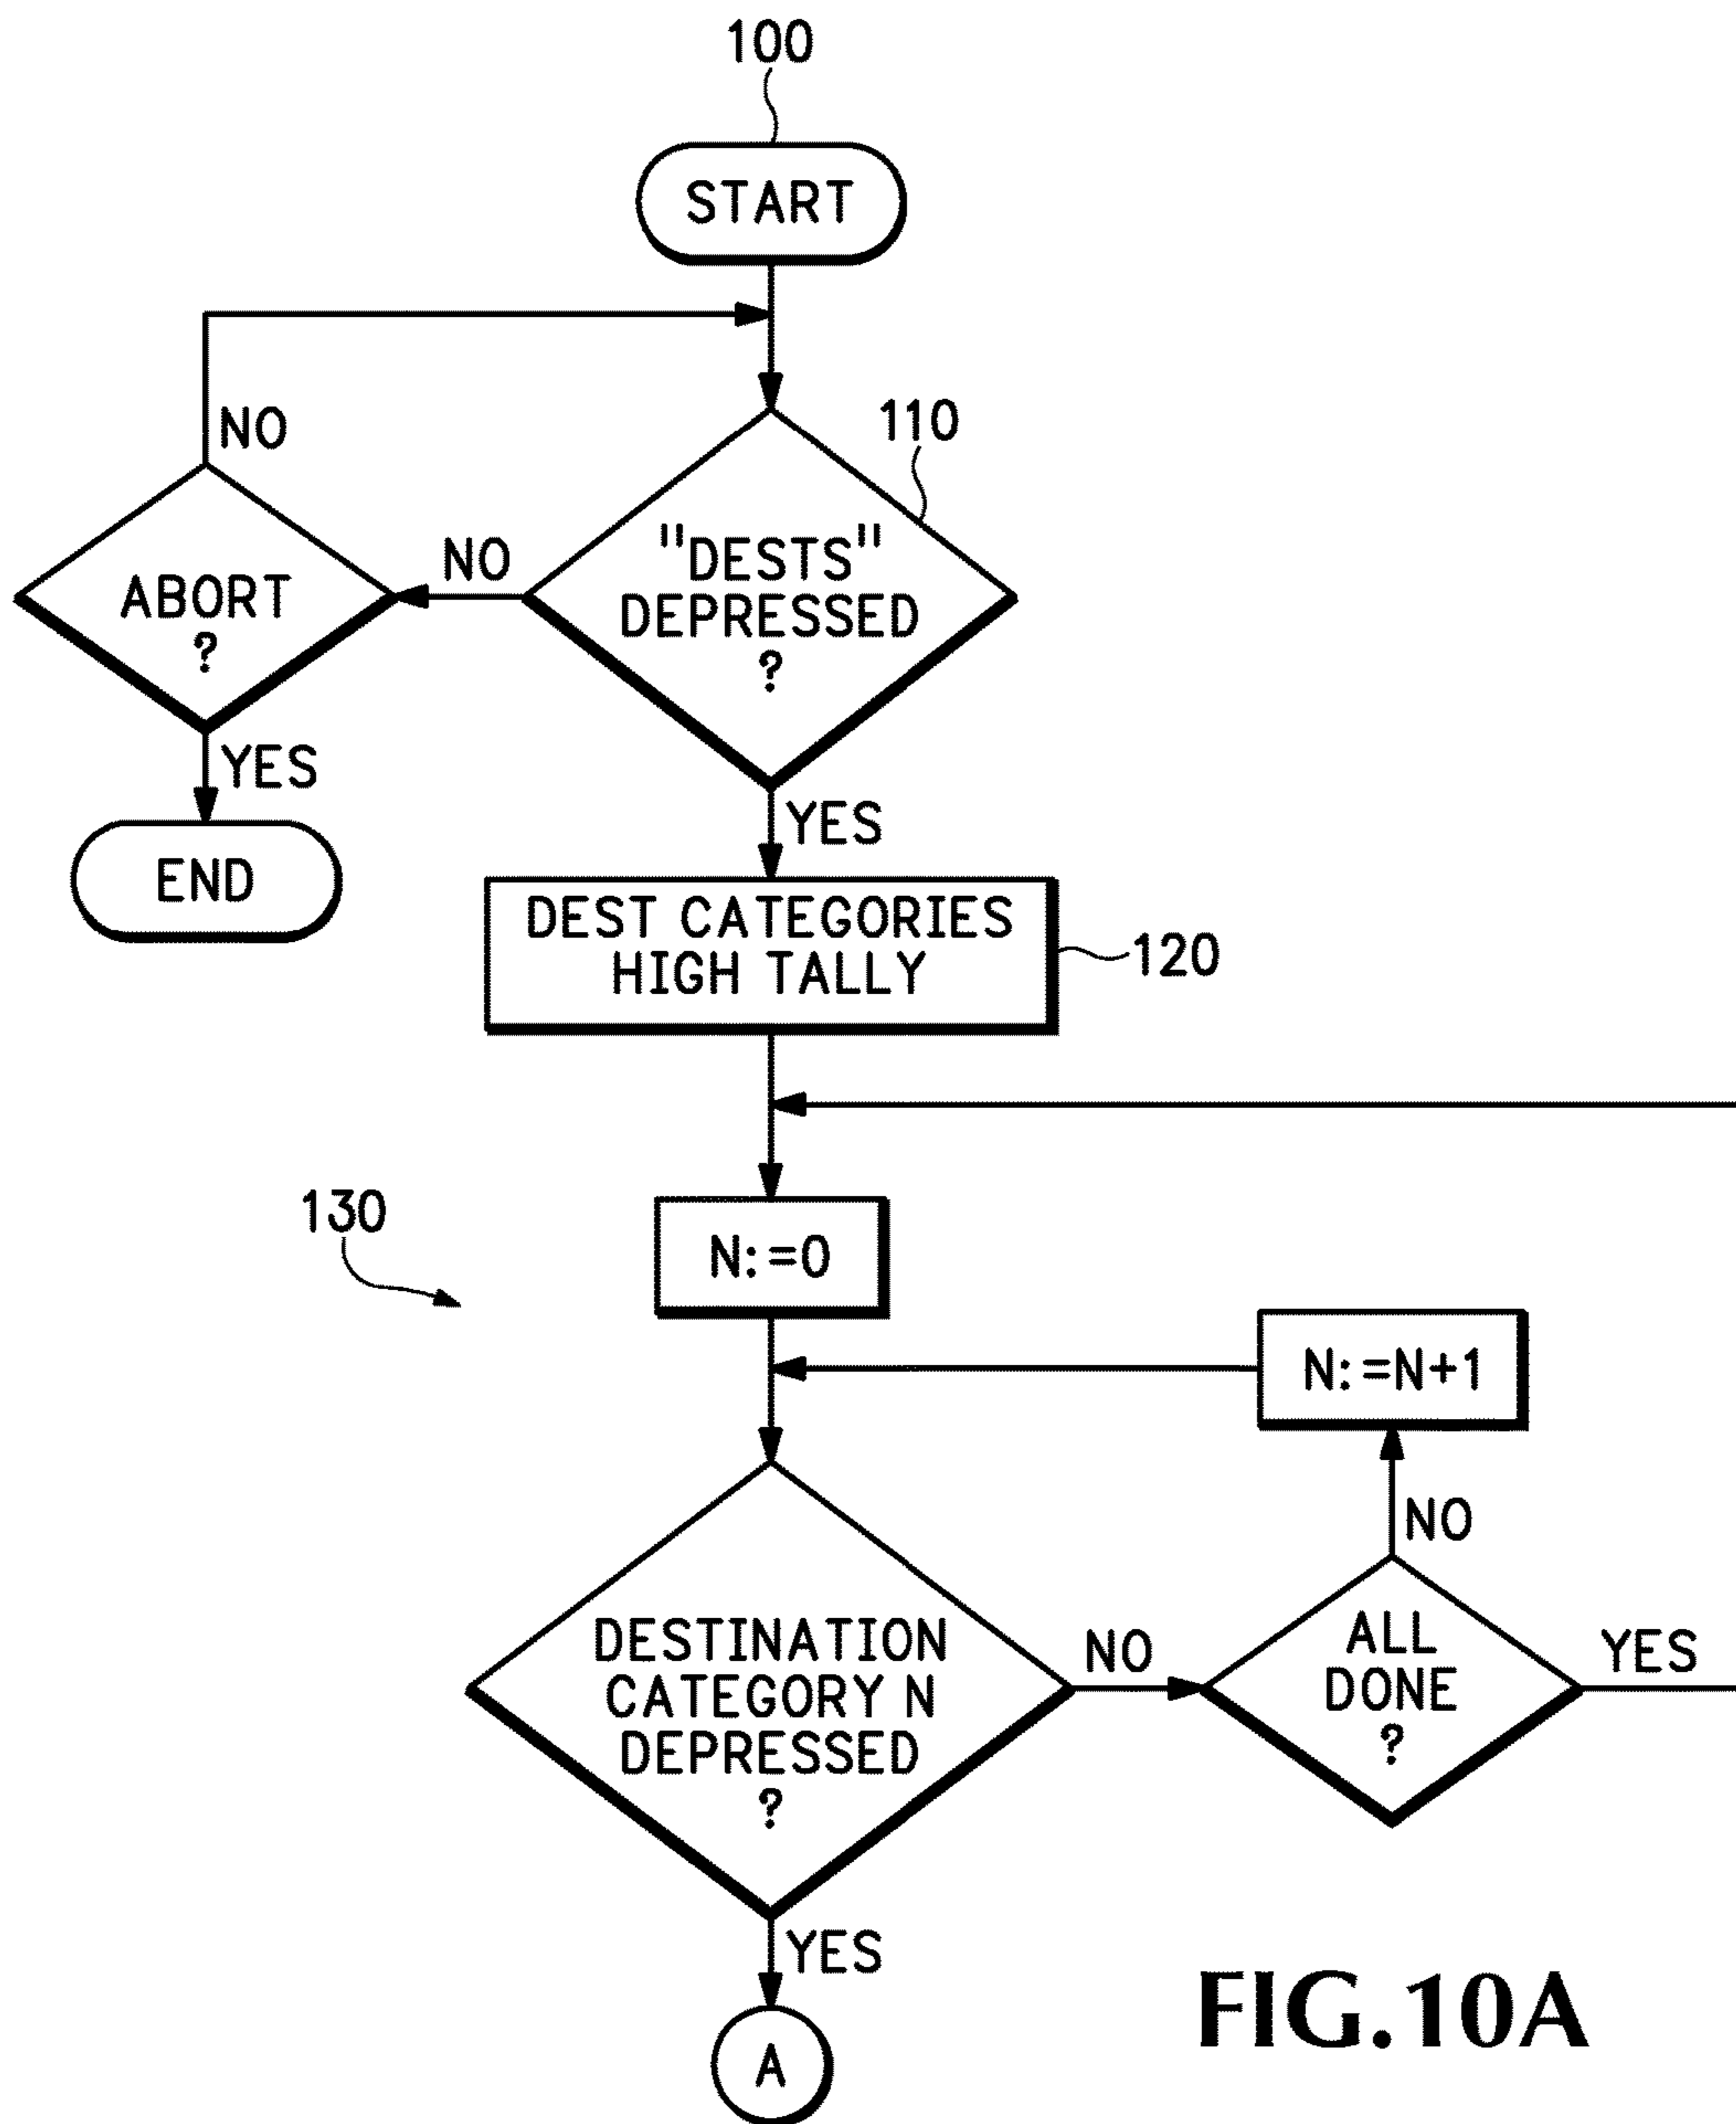 100
START
NO
110
"DESTS"
DEPRESSED
?
NO
ABORT
?
YES
END
YES
DEST CATEGORIES
HIGH TALLY
120
130
N:=0
N:=N+1
NO
DESTINATION
CATEGORY N
DEPRESSED
?
NO
ALL
DONE
?
YES
YES
A
FIG.10A